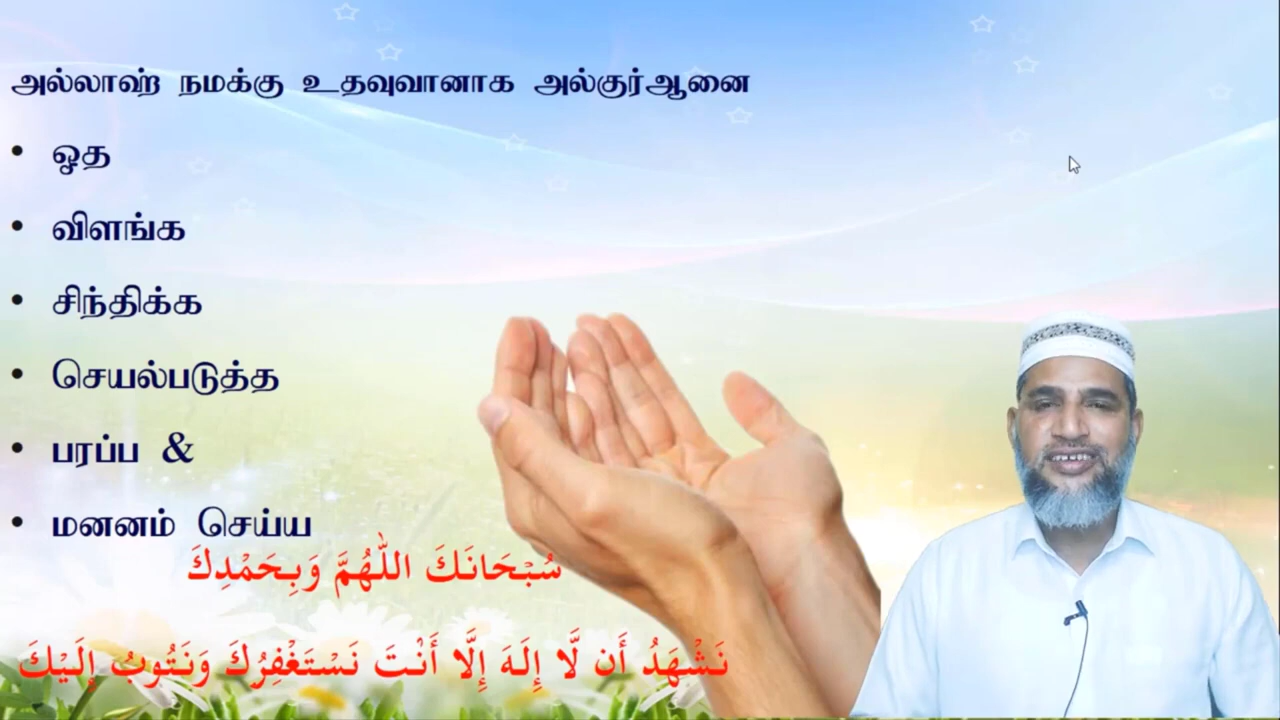 அல்லாஹ் நமக்கு உதவுவானாக அல்குர்ஆனை
• ஓத
• விளங்க
• சிந்திக்க
• செயல்படுத்த
• பரப்ப &
• மனனம் செய்ய
سُبْحَانَكَ اللَّهُمَّ وَبِحَمْدِكَ
نَشْهَدُ أَن لَّا إِلَهَ إِلَّا أَنْتَ نَسْتَغْفِرُكَ وَنَتُوبُ إِلَيْكَ